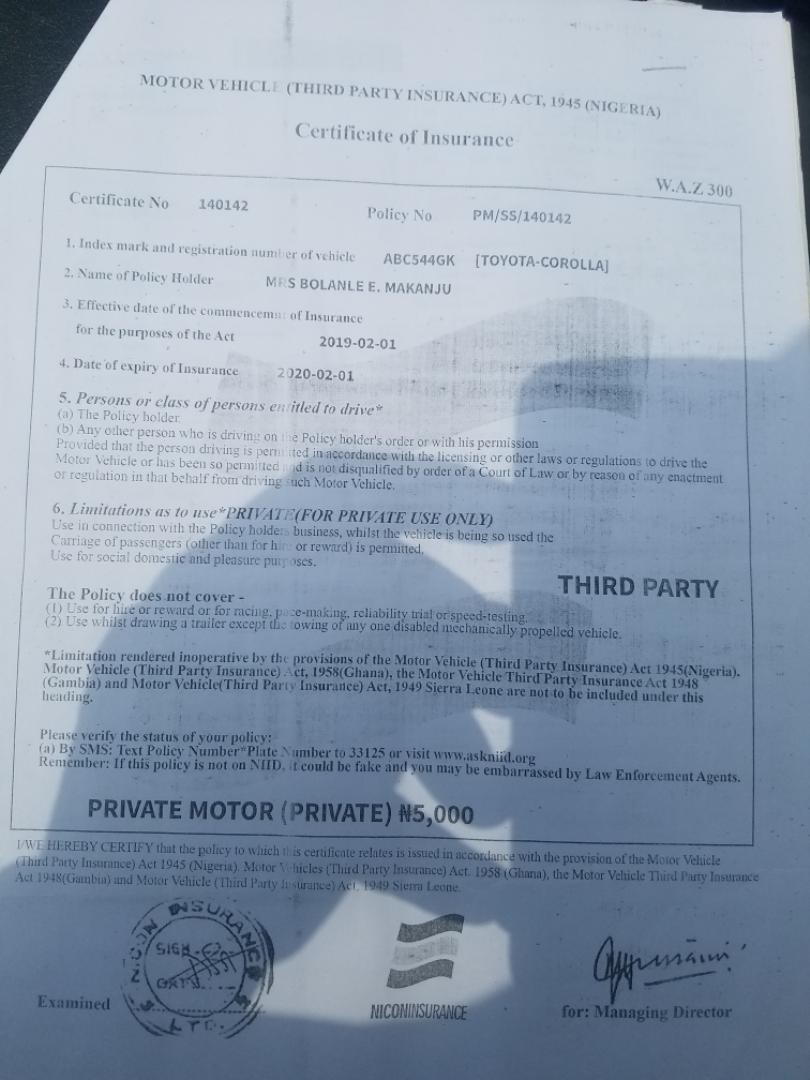 MOTOR VEHICLE (THIRD PARTY INSURANCE) ACT, 1945 (NIGERIA)
Certificate of Insurance
W.A.Z 300
Certificate No 140142 Policy No PM/SS/140142
1. Index mark and registration number of vehicle ABC544GK [TOYOTA-COROLLA]
2. Name of Policy Holder MRS BOLANLE E. MAKANJU
3. Effective date of the commencement of Insurance
for the purposes of the Act 2019-02-01
4. Date of expiry of Insurance 2020-02-01
5. Persons or class of persons entitled to drive*
(a) The Policy holder
(b) Any other person who is driving on the Policy holder's order or with his permission
Provided that the person driving is permitted in accordance with the licensing or other laws or regulations to drive the
Motor Vehicle or has been so permitted and is not disqualified by order of a Court of Law or by reason of any enactment
or regulation in that behalf from driving such Motor Vehicle.
6. Limitations as to use*PRIVATE(FOR PRIVATE USE ONLY)
Use in connection with the Policy holders business, whilst the vehicle is being so used the
Carriage of passengers (other than for hire or reward) is permitted,
Use for social domestic and pleasure purposes.
THIRD PARTY
The Policy does not cover -
(1) Use for hire or reward or for racing, pace-making, reliability trial or speed-testing.
(2) Use whilst drawing a trailer except the towing of any one disabled mechanically propelled vehicle.
*Limitation rendered inoperative by the provisions of the Motor Vehicle (Third Party Insurance) Act 1945(Nigeria).
Motor Vehicle (Third Party Insurance) Act, 1958(Ghana), the Motor Vehicle Third Party Insurance Act 1948
(Gambia) and Motor Vehicle(Third Party Insurance) Act, 1949 Sierra Leone are not to be included under this
heading.
Please verify the status of your policy:
(a) By SMS: Text Policy Number*Plate Number to 33125 or visit www.askniid.org
Remember: If this policy is not on NIID, it could be fake and you may be embarrassed by Law Enforcement Agents.
PRIVATE MOTOR (PRIVATE) ₦5,000
I/WE HEREBY CERTIFY that the policy to which this certificate relates is issued in accordance with the provision of the Motor Vehicle
(Third Party Insurance) Act 1945 (Nigeria). Motor Vehicles (Third Party Insurance) Act. 1958 (Ghana), the Motor Vehicle Third Party Insurance
Act 1948(Gambia) and Motor Vehicle (Third Party Insurance) Act, 1949 Sierra Leone.
NICON INSURANCE
LTD.
SIGN
Examined
NICONINSURANCE
for: Managing Director